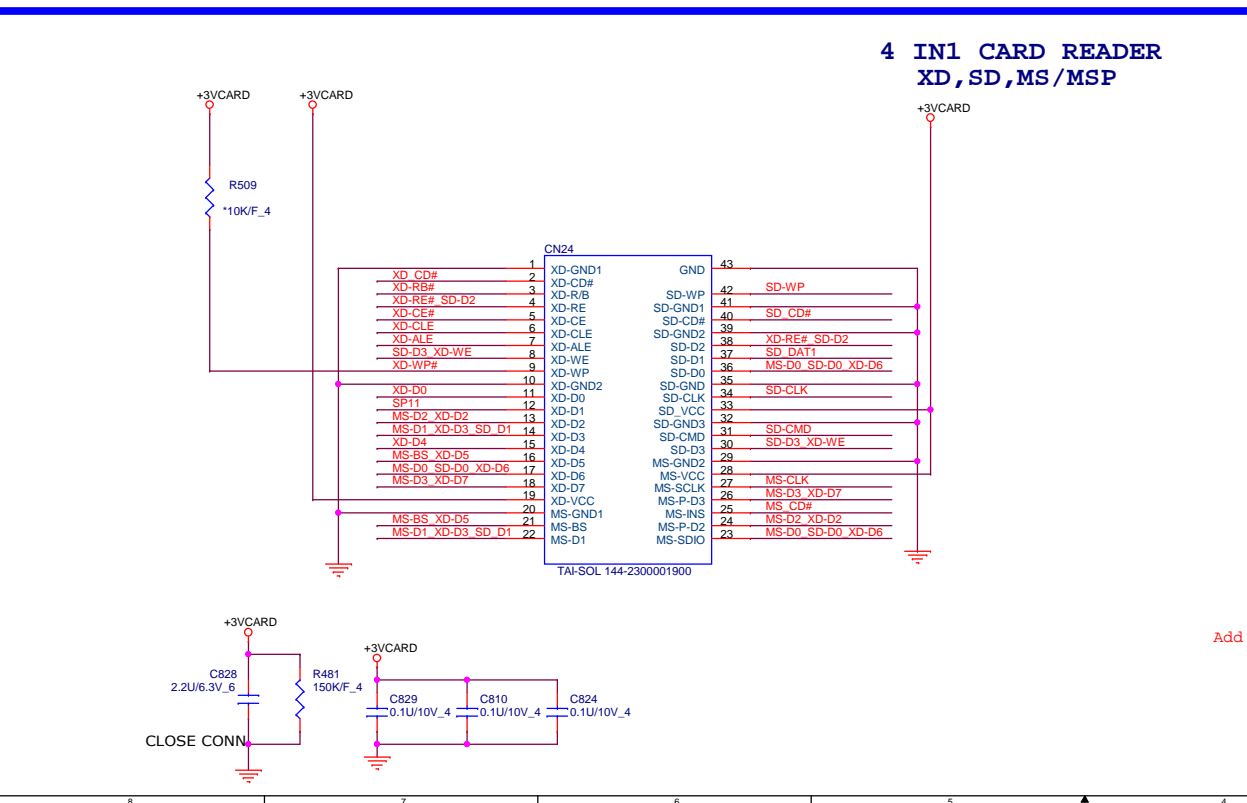 4 IN1 CARD READER
XD,SD,MS/MSP
+3VCARD
+3VCARD
+3VCARD
R509
*10K/F_4
CN24
1 XD-GND1
XD_CD# 2 XD-CD#
XD-RB# 3 XD-R/B
XD-RE#_SD-D2 4 XD-RE
XD-CE# 5 XD-CE
XD-CLE 6 XD-CLE
XD-ALE 7 XD-ALE
SD-D3_XD-WE 8 XD-WE
XD-WP# 9 XD-WP
10 XD-GND2
XD-D0 11 XD-D0
SP11 12 XD-D1
MS-D2_XD-D2 13 XD-D2
MS-D1_XD-D3_SD_D1 14 XD-D3
XD-D4 15 XD-D4
MS-BS_XD-D5 16 XD-D5
MS-D0_SD-D0_XD-D6 17 XD-D6
MS-D3_XD-D7 18 XD-D7
19 XD-VCC
20 MS-GND1
MS-BS_XD-D5 21 MS-BS
MS-D1_XD-D3_SD_D1 22 MS-D1
GND 43
SD-WP 42 SD-WP
SD-GND1 41
SD-CD# 40 SD_CD#
SD-GND2 39
SD-D2 38 XD-RE#_SD-D2
SD-D1 37 SD_DAT1
SD-D0 36 MS-D0_SD-D0_XD-D6
SD-GND 35
SD-CLK 34 SD-CLK
SD_VCC 33
SD-GND3 32
SD-CMD 31 SD-CMD
SD-D3 30 SD-D3_XD-WE
MS-GND2 29
MS-VCC 28
MS-SCLK 27 MS-CLK
MS-P-D3 26 MS-D3_XD-D7
MS-INS 25 MS_CD#
MS-P-D2 24 MS-D2_XD-D2
MS-SDIO 23 MS-D0_SD-D0_XD-D6
TAI-SOL 144-2300001900
+3VCARD
C828
2.2U/6.3V_6
R481
150K/F_4
CLOSE CONN
+3VCARD
C829
0.1U/10V_4
C810
0.1U/10V_4
C824
0.1U/10V_4
Add
8 7 6 5 4